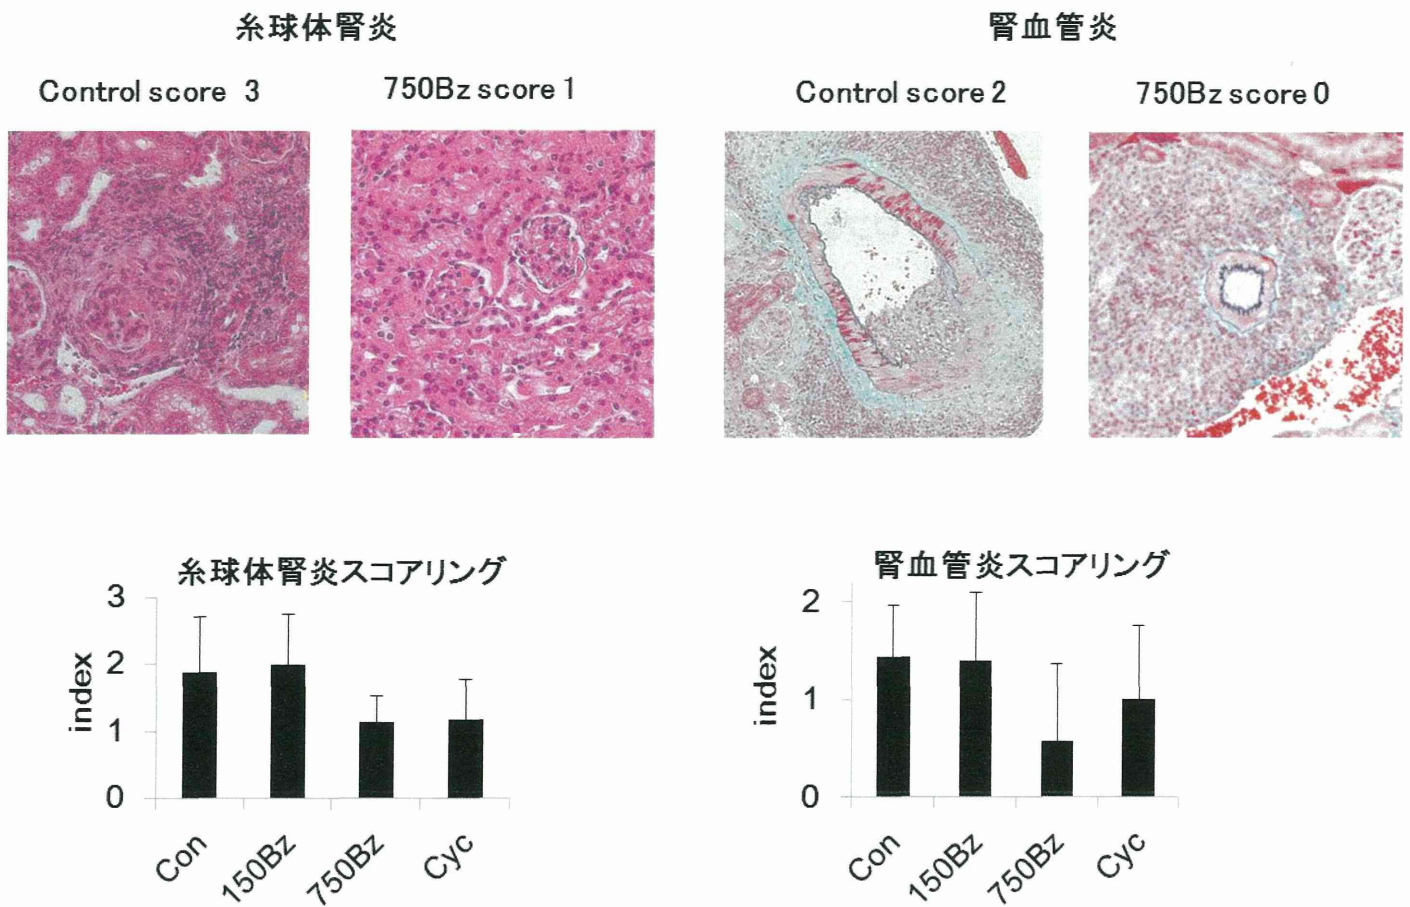 糸球体腎炎
Control score 3
750Bz score 1
腎血管炎
Control score 2
750Bz score 0
糸球体腎炎スコアリング
3
2
1
0
index
Con
150Bz
750Bz
Cyc
腎血管炎スコアリング
2
1
0
index
Con
150Bz
750Bz
Cyc